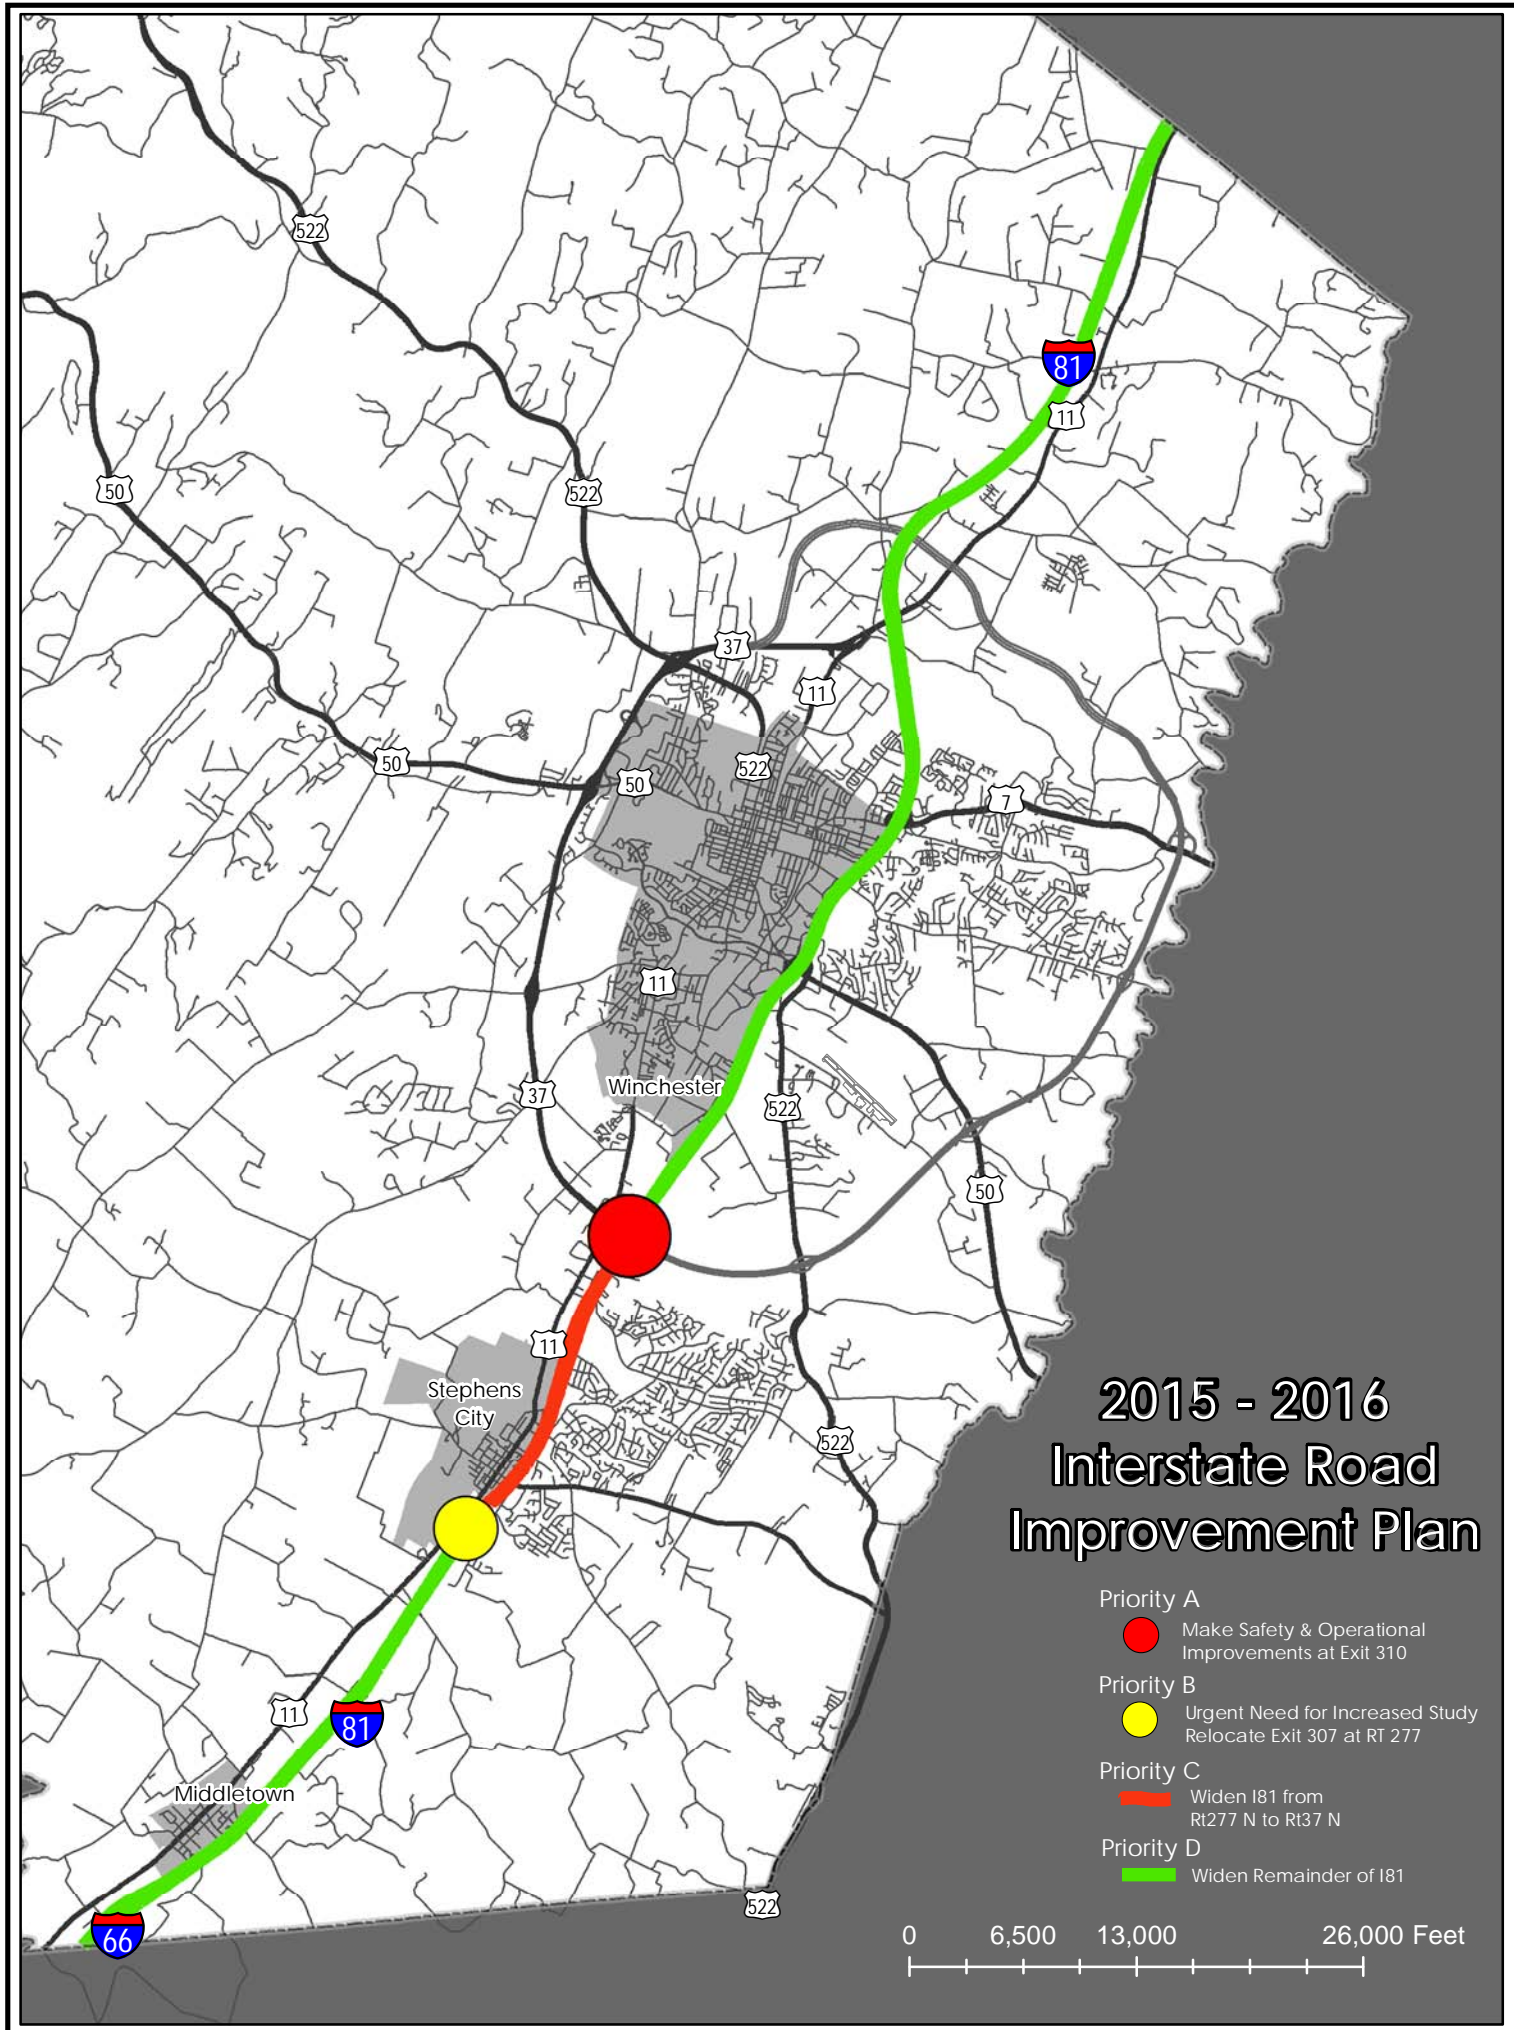 522
81
11
50
522
37
11
50
522
50
7
11
Winchester
37
522
50
11
Stephens
City
522
11
81
Middletown
522
66
2015 - 2016
Interstate Road
Improvement Plan
Priority A
Make Safety & Operational
Improvements at Exit 310
Priority B
Urgent Need for Increased Study
Relocate Exit 307 at RT 277
Priority C
Widen I81 from
Rt277 N to Rt37 N
Priority D
Widen Remainder of I81
0 6,500 13,000 26,000 Feet